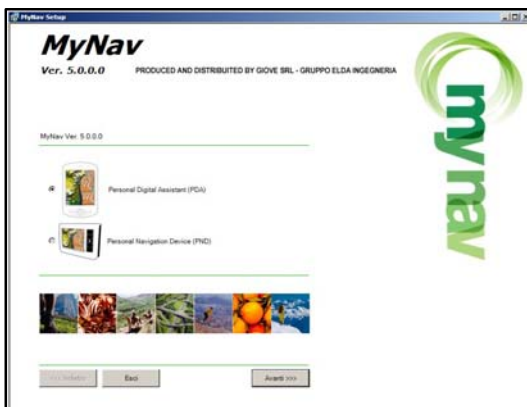 MyNav Setup
MyNav
Ver. 5.0.0.0
PRODUCED AND DISTRIBUITED BY GIOVE SRL - GRUPPO ELDA INGEGNERIA
mynav
MyNav Ver. 5.0.0.0
Personal Digital Assistant (PDA)
Personal Navigation Device (PND)
<<< Indietro
Esci
Avanti >>>